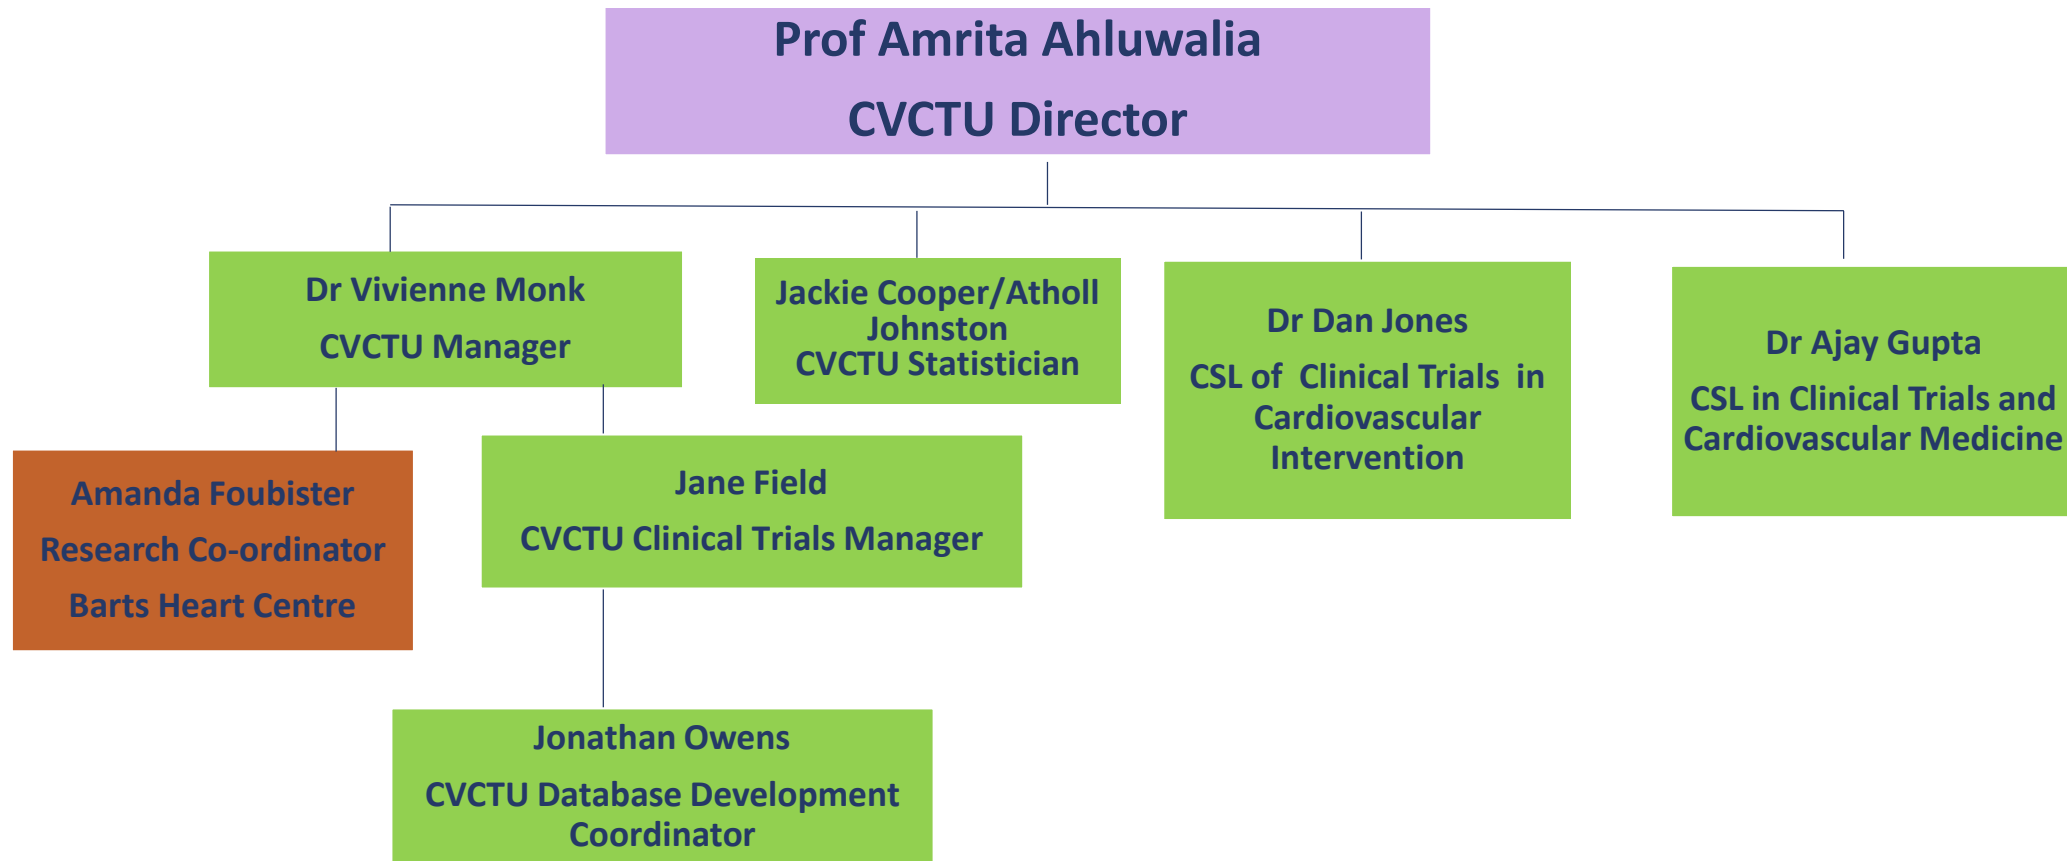 Prof Amrita Ahluwalia
CVCTU Director
Dr Vivienne Monk
CVCTU Manager
Jackie Cooper/Atholl
Johnston
CVCTU Statistician
Dr Dan Jones
CSL of Clinical Trials in
Cardiovascular
Intervention
Dr Ajay Gupta
CSL in Clinical Trials and
Cardiovascular Medicine
Amanda Foubister
Research Co-ordinator
Barts Heart Centre
Jane Field
CVCTU Clinical Trials Manager
Jonathan Owens
CVCTU Database Development
Coordinator